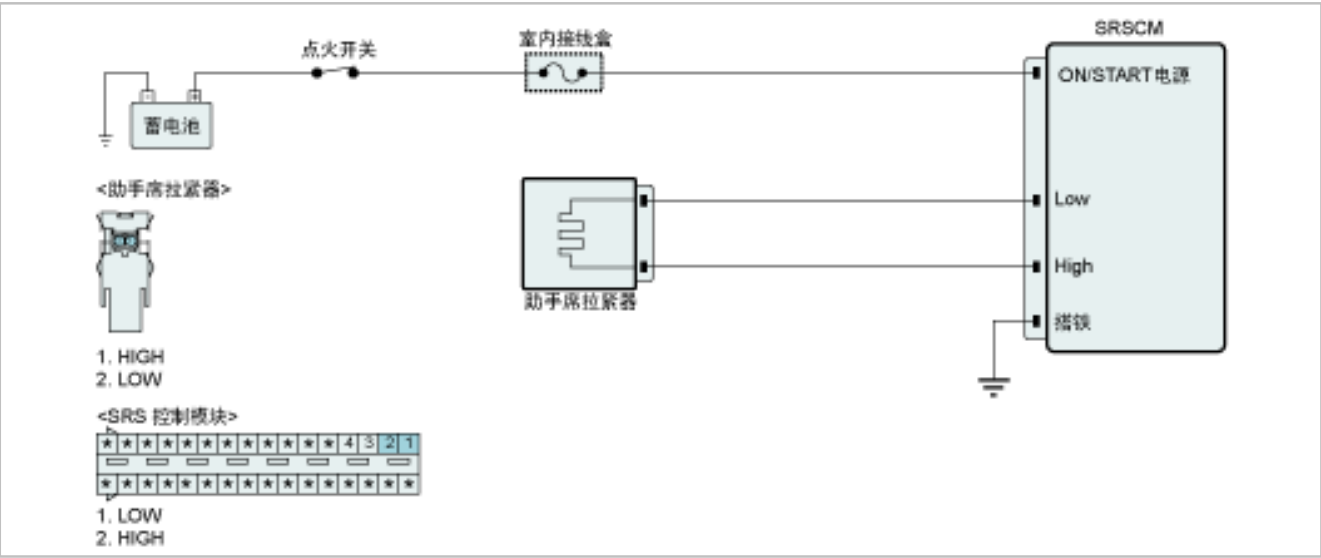 SRSCM
点火开关
室内接线盒
ON/START电源
- +
蓄电池
<助手席拉紧器>
Low
High
助手席拉紧器
搭铁
1. HIGH
2. LOW
<SRS 控制模块>
* * * * * * * * * * * * 4 3 2 1
* * * * * * * * * * * * * * * *
1. LOW
2. HIGH